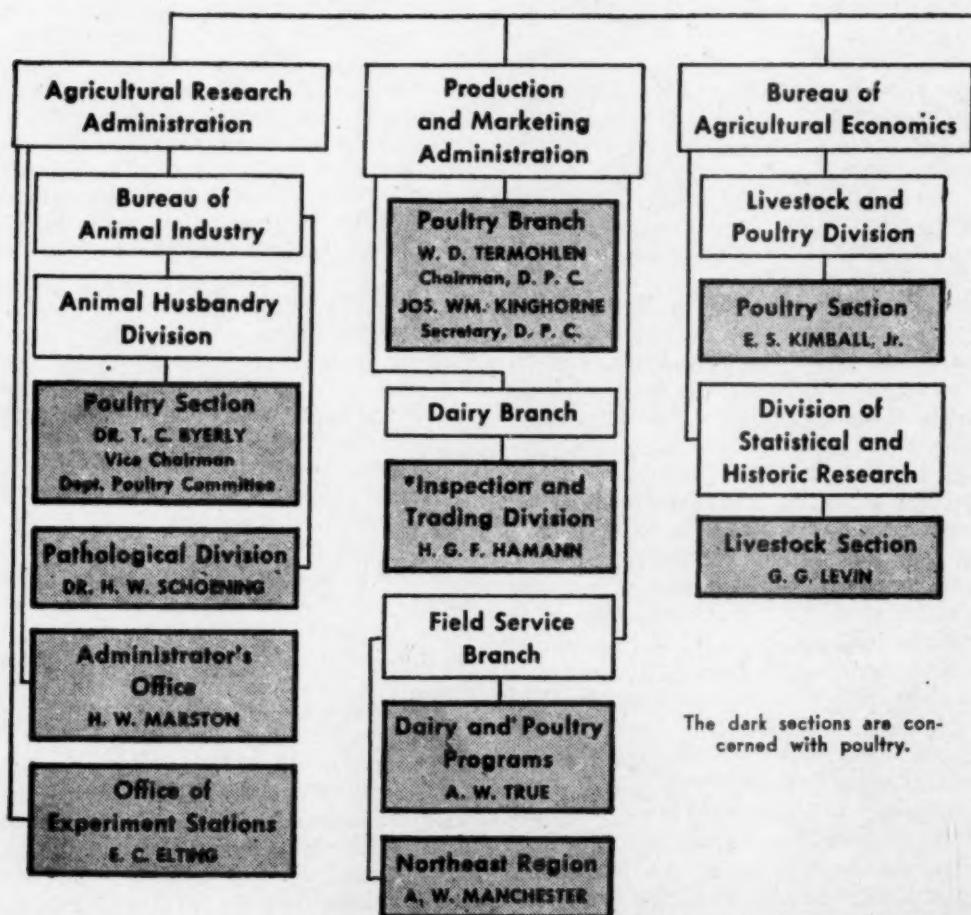 Agricultural Research
Administration
Bureau of
Animal Industry
Animal Husbandry
Division
Poultry Section
DR. T. C. BYERLY
Vice Chairman
Dept. Poultry Committee
Pathological Division
DR. H. W. SCHOENING
Administrator's
Office
H. W. MARSTON
Office of
Experiment Stations
E. C. ELTING
Production
and Marketing
Administration
Poultry Branch
W. D. TERMOHLEN
Chairman, D. P. C.
JOS. WM. KINGHORNE
Secretary, D. P. C.
Dairy Branch
*Inspection and
Trading Division
H. G. F. HAMANN
Field Service
Branch
Dairy and Poultry
Programs
A. W. TRUE
Northeast Region
A. W. MANCHESTER
Bureau of
Agricultural Economics
Livestock and
Poultry Division
Poultry Section
E. S. KIMBALL, Jr.
Division of
Statistical and
Historic Research
Livestock Section
G. G. LEVIN
The dark sections are con-
cerned with poultry.